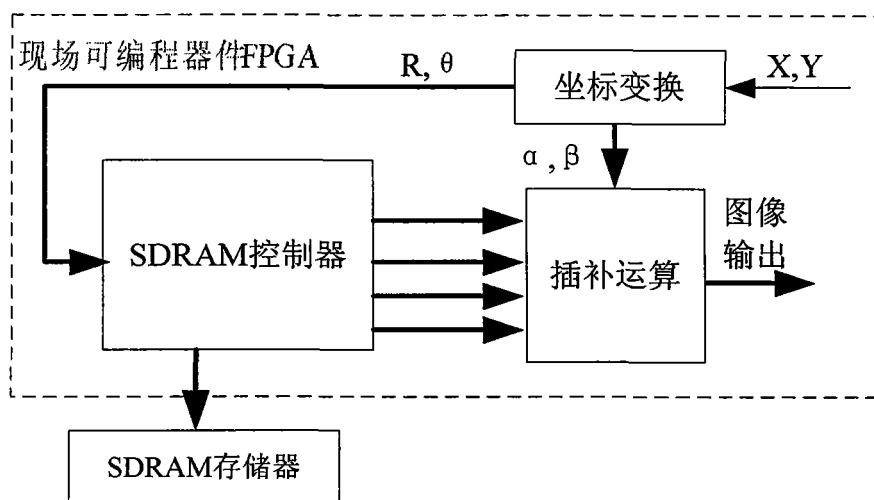 现场可编程器件FPGA
R, θ
坐标变换
X,Y
α , β
SDRAM控制器
插补运算
图像
输出
SDRAM存储器